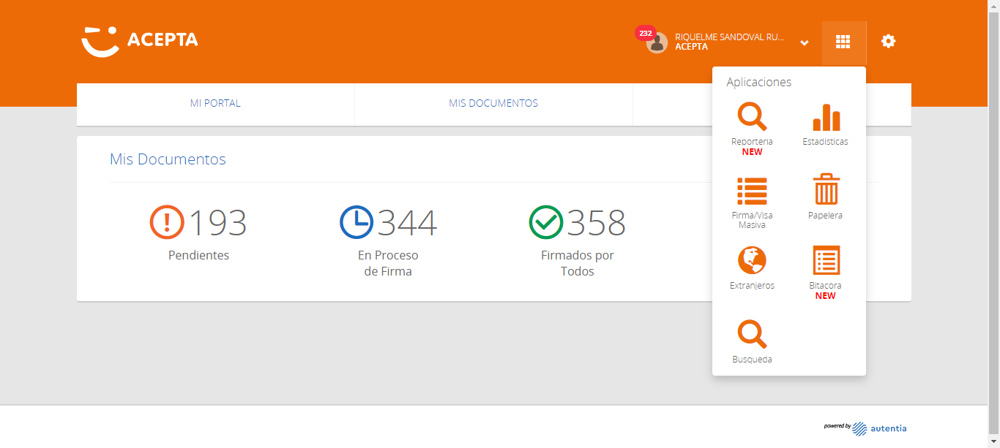 ACEPTA
232
RIQUELME SANDOVAL RU...
ACEPTA
MI PORTAL
MIS DOCUMENTOS
Aplicaciones
Reportería
NEW
Estadisticas
Firma/Visa
Masiva
Papelera
Extranjeros
Bitacora
NEW
Busqueda
Mis Documentos
193
Pendientes
344
En Proceso
de Firma
358
Firmados por
Todos
powered by
autentia